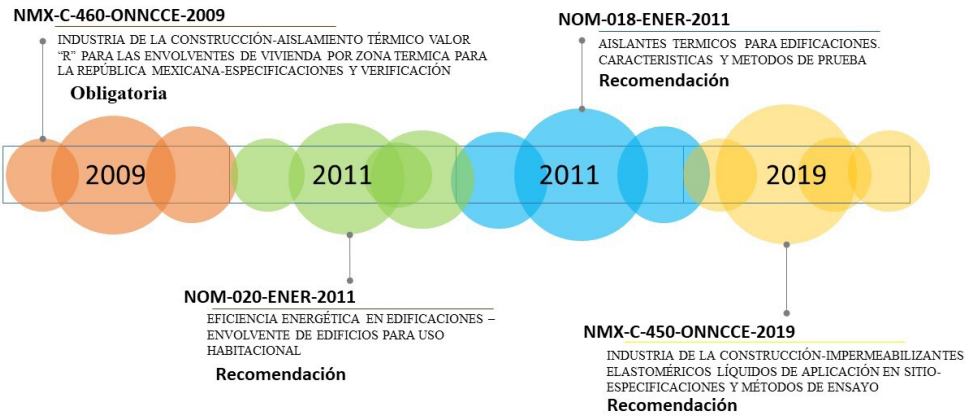 NMX-C-460-ONNCCE-2009
INDUSTRIA DE LA CONSTRUCCIÓN-AISLAMIENTO TÉRMICO VALOR
“R” PARA LAS ENVOLVENTES DE VIVIENDA POR ZONA TERMICA PARA
LA REPÚBLICA MEXICANA-ESPECIFICACIONES Y VERIFICACIÓN
Obligatoria
NOM-018-ENER-2011
AISLANTES TERMICOS PARA EDIFICACIONES.
CARACTERISTICAS Y METODOS DE PRUEBA
Recomendación
2009
2011
2011
2019
NOM-020-ENER-2011
EFICIENCIA ENERGÉTICA EN EDIFICACIONES –
ENVOLVENTE DE EDIFICIOS PARA USO
HABITACIONAL
Recomendación
NMX-C-450-ONNCCE-2019
INDUSTRIA DE LA CONSTRUCCIÓN-IMPERMEABILIZANTES
ELASTOMÉRICOS LÍQUIDOS DE APLICACIÓN EN SITIO-
ESPECIFICACIONES Y MÉTODOS DE ENSAYO
Recomendación